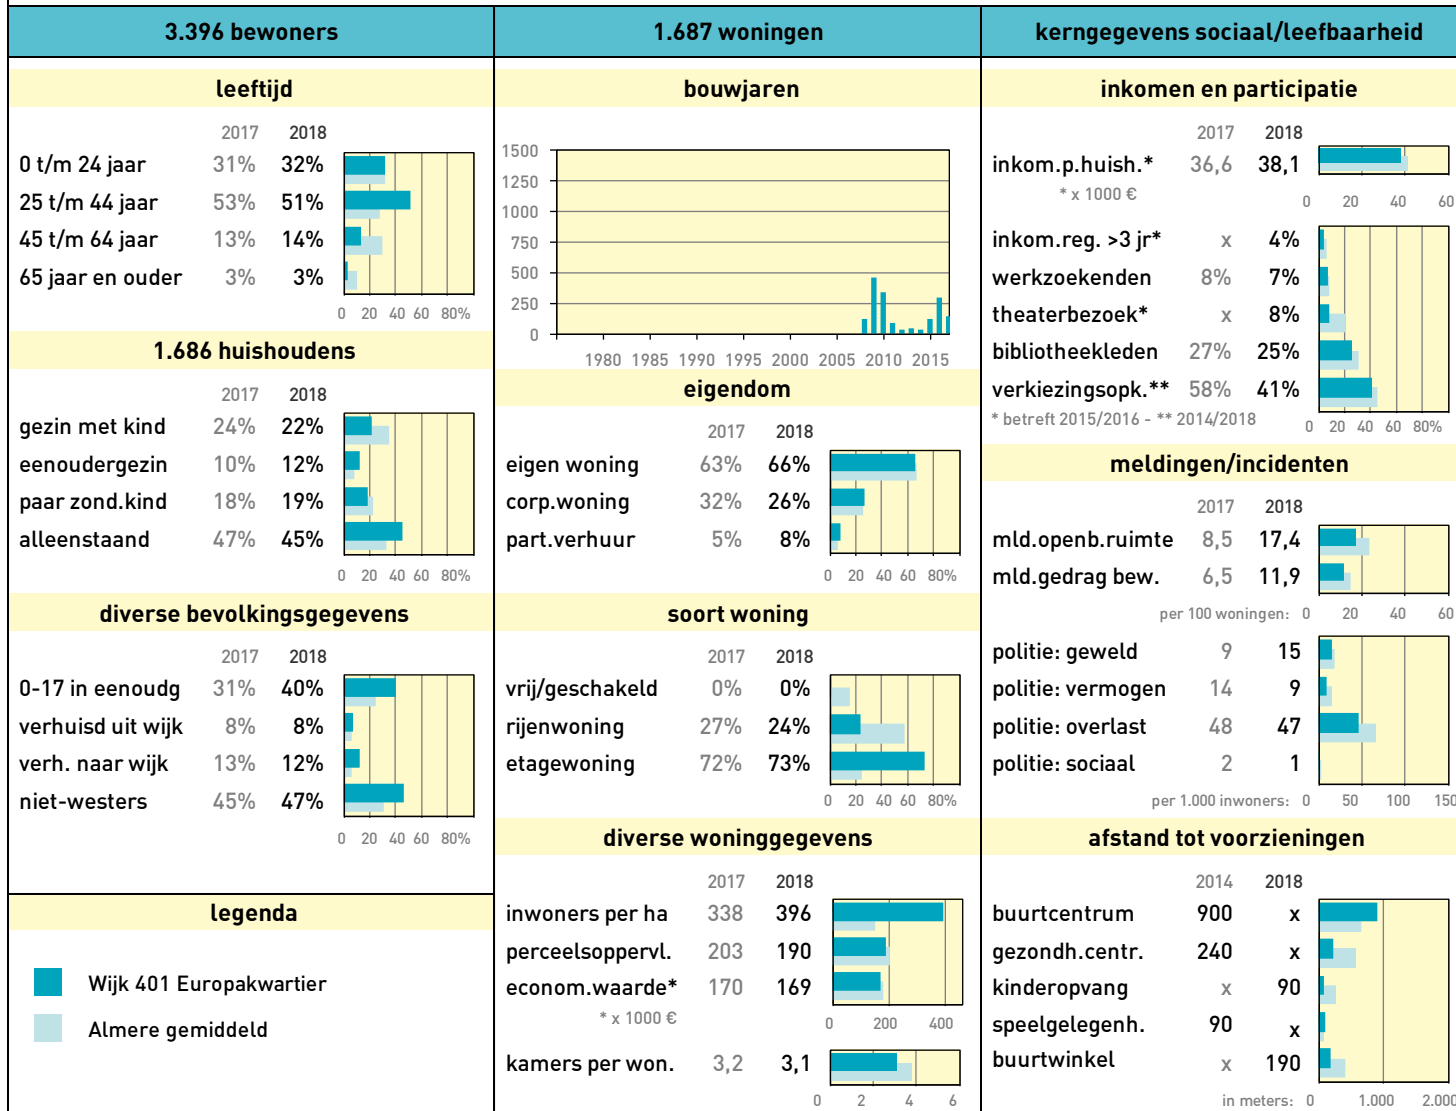 3.396 bewoners
leeftijd
2017 2018
0 t/m 24 jaar 31% 32%
25 t/m 44 jaar 53% 51%
45 t/m 64 jaar 13% 14%
65 jaar en ouder 3% 3%
0 20 40 60 80%
1.686 huishoudens
2017 2018
gezin met kind 24% 22%
eenoudergezin 10% 12%
paar zond.kind 18% 19%
alleenstaand 47% 45%
0 20 40 60 80%
diverse bevolkingsgegevens
2017 2018
0-17 in eenoudg 31% 40%
verhuisd uit wijk 8% 8%
verh. naar wijk 13% 12%
niet-westers 45% 47%
0 20 40 60 80%
legenda
Wijk 401 Europakwartier
Almere gemiddeld
1.687 woningen
bouwjaren
1500
1250
1000
750
500
250
0
1980 1985 1990 1995 2000 2005 2010 2015
eigendom
2017 2018
eigen woning 63% 66%
corp.woning 32% 26%
part.verhuur 5% 8%
0 20 40 60 80%
soort woning
2017 2018
vrij/geschakeld 0% 0%
rijenwoning 27% 24%
etagewoning 72% 73%
0 20 40 60 80%
diverse woninggegevens
2017 2018
inwoners per ha 338 396
perceelsoppervl. 203 190
econom.waarde* 170 169
* x 1000 €
0 200 400
kamers per won. 3,2 3,1
0 2 4 6
kerngegevens sociaal/leefbaarheid
inkomen en participatie
2017 2018
inkom.p.huish.* 36,6 38,1
* x 1000 €
0 20 40 60
inkom.reg. >3 jr* x 4%
werkzoekenden 8% 7%
theaterbezoek* x 8%
bibliotheekleden 27% 25%
verkiezingsopk.** 58% 41%
* betreft 2015/2016 - ** 2014/2018
0 20 40 60 80%
meldingen/incidenten
2017 2018
mld.openb.ruimte 8,5 17,4
mld.gedrag bew. 6,5 11,9
per 100 woningen: 0 20 40 60
politie: geweld 9 15
politie: vermogen 14 9
politie: overlast 48 47
politie: sociaal 2 1
per 1.000 inwoners: 0 50 100 150
afstand tot voorzieningen
2014 2018
buurtcentrum 900 x
gezondh.centr. 240 x
kinderopvang x 90
speelgelegenh. 90 x
buurtwinkel x 190
in meters: 0 1.000 2.000